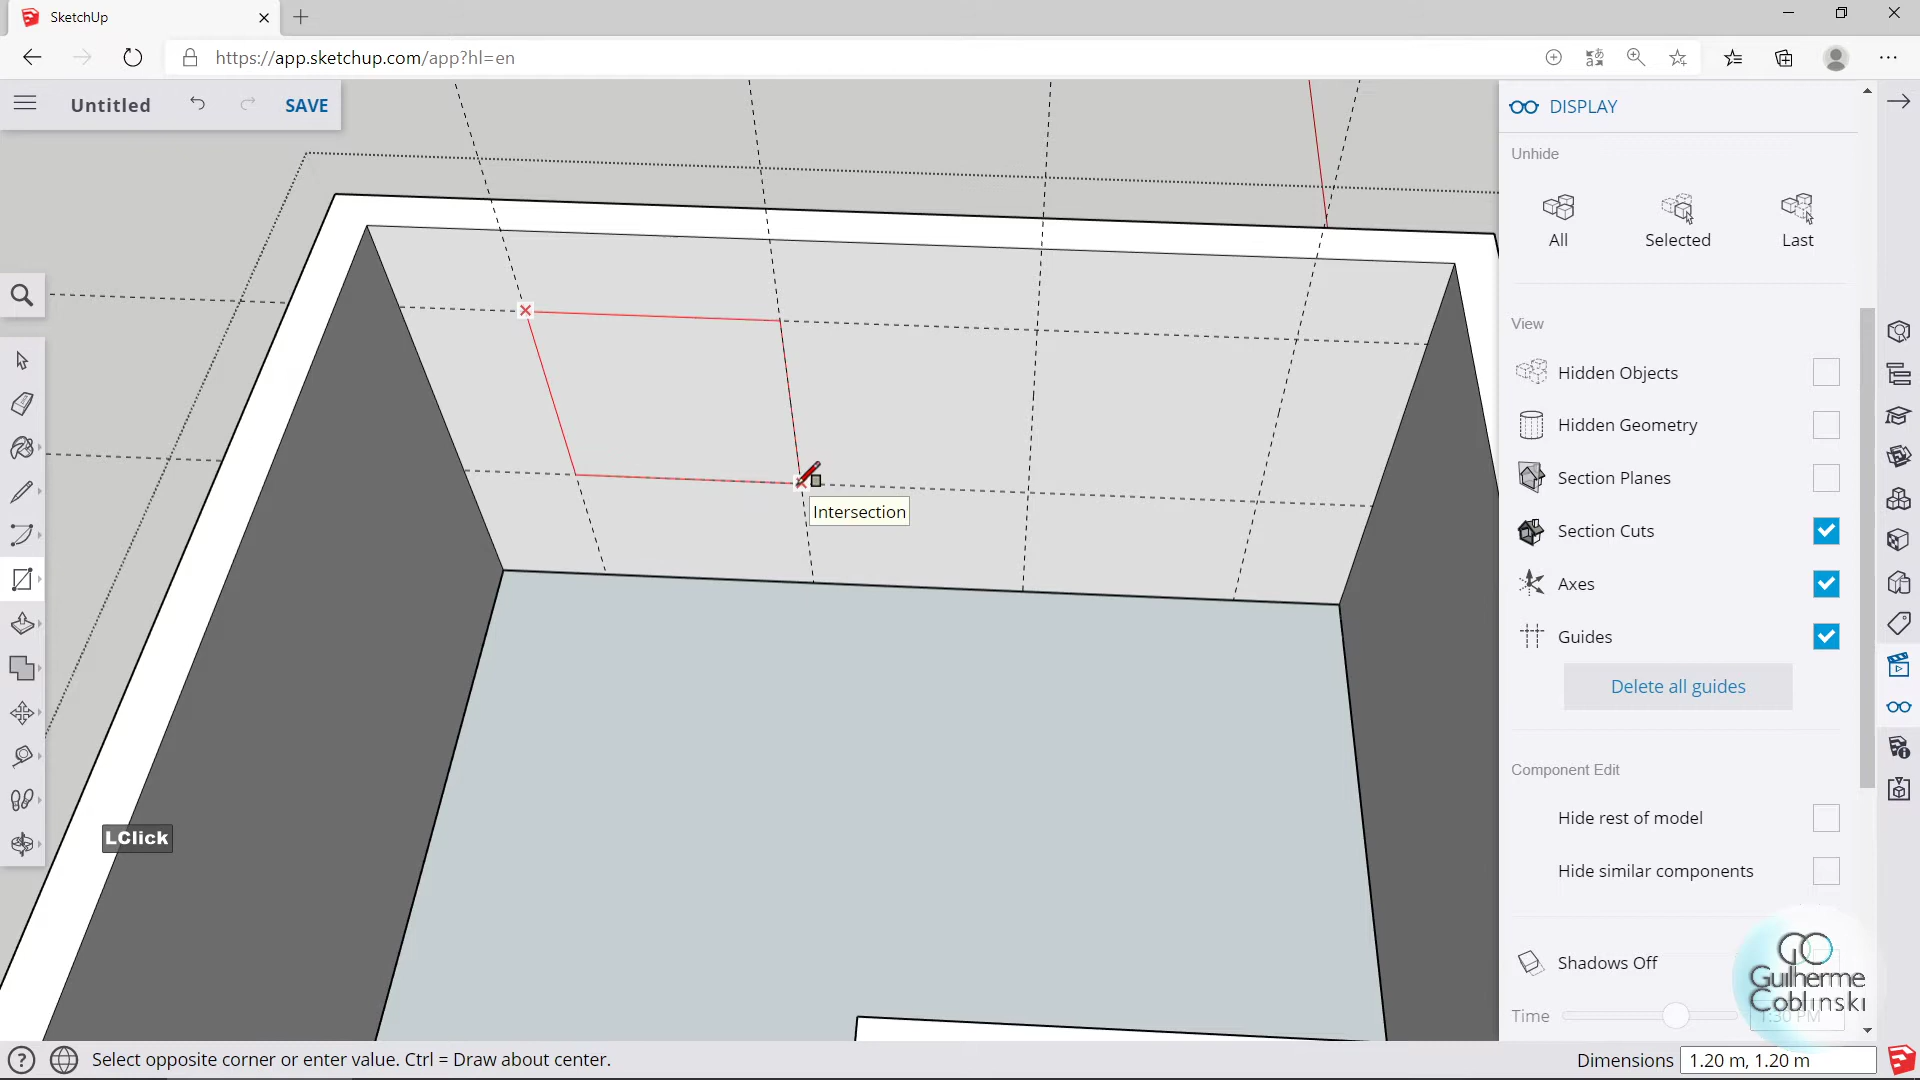 SketchUp
https://app.sketchup.com/app?hl=en
Untitled
SAVE
DISPLAY
Unhide
All
Selected
Last
View
Hidden Objects
Hidden Geometry
Section Planes
Section Cuts
Axes
Guides
Delete all guides
Component Edit
Hide rest of model
Hide similar components
Shadows Off
Time
1:30 PM
Intersection
LClick
Guilherme
Coblinski
Select opposite corner or enter value. Ctrl = Draw about center.
Dimensions 1.20 m, 1.20 m